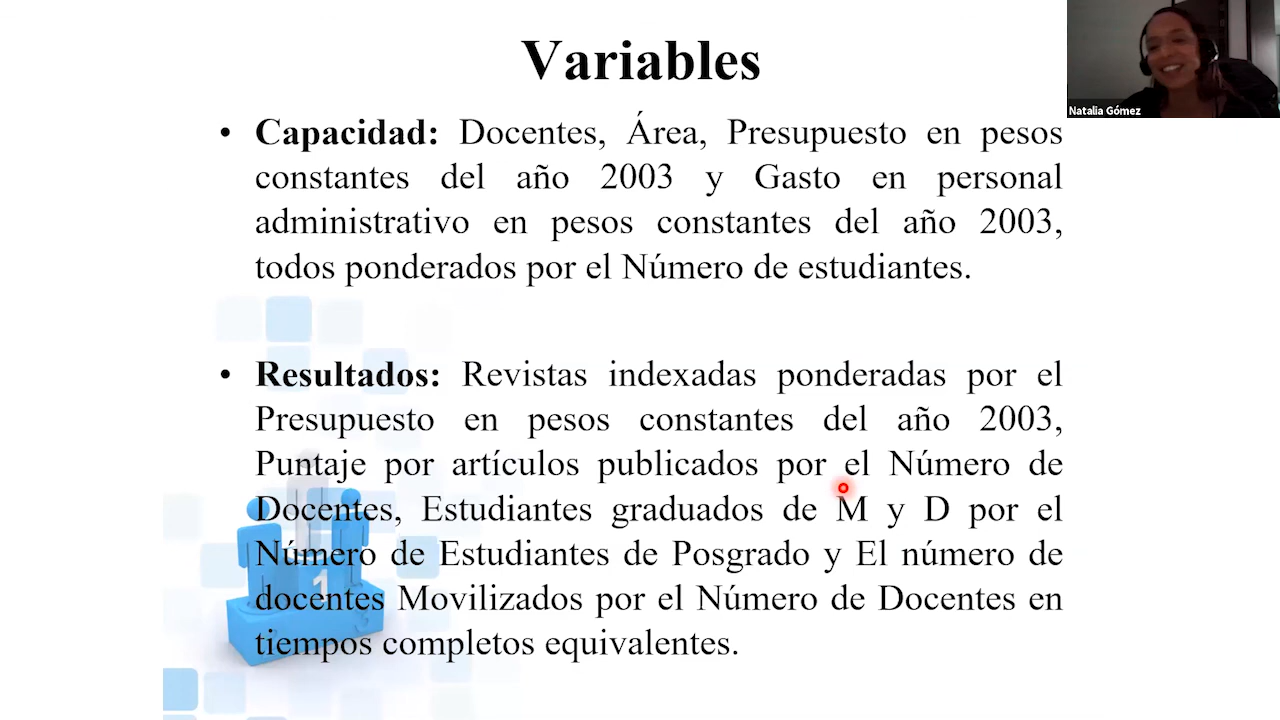 Variables
• Capacidad: Docentes, Área, Presupuesto en pesos
constantes del año 2003 y Gasto en personal
administrativo en pesos constantes del año 2003,
todos ponderados por el Número de estudiantes.
• Resultados: Revistas indexadas ponderadas por el
Presupuesto en pesos constantes del año 2003,
Puntaje por artículos publicados por el Número de
Docentes, Estudiantes graduados de M y D por el
Número de Estudiantes de Posgrado y El número de
docentes Movilizados por el Número de Docentes en
tiempos completos equivalentes.
1
3
Natalia Gómez